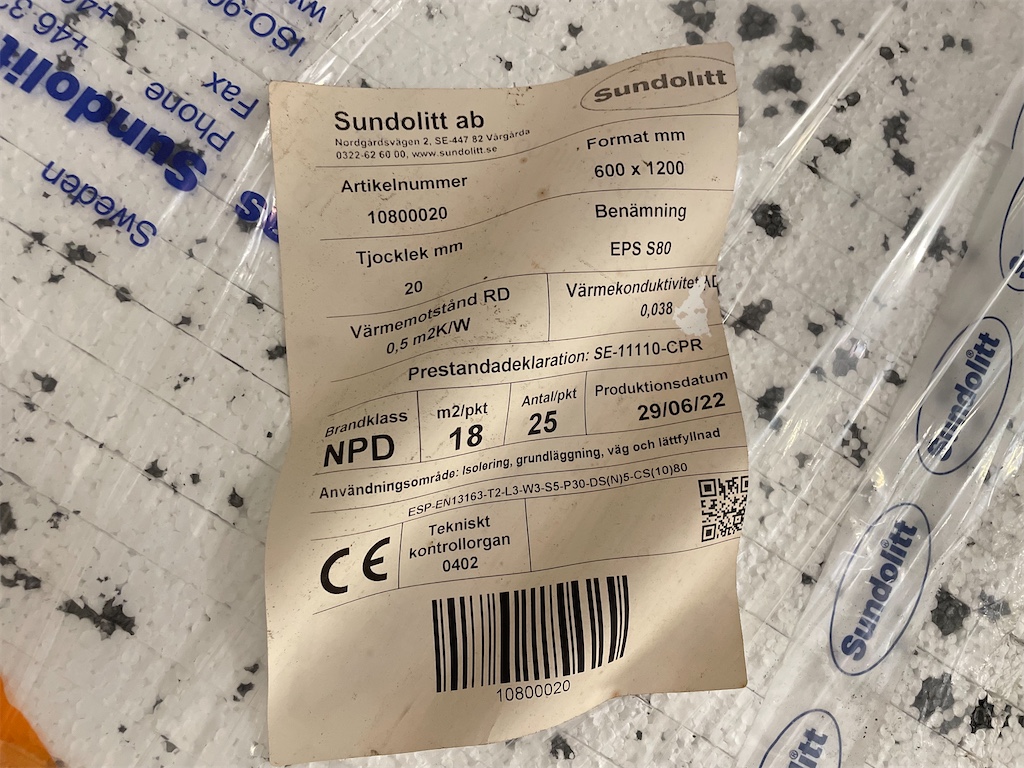 Sundolitt
Sundolitt ab
Nordgårdsvägen 2, SE-447 82 Vårgårda
0322-62 60 00, www.sundolitt.se
Format mm
600 x 1200
Artikelnummer
10800020
Benämning
EPS S80
Tjocklek mm
20
Värmemotstånd RD
0,5 m2K/W
Värmekonduktivitet
0,038
Prestandadeklaration: SE-11110-CPR
Brandklass
NPD
m2/pkt
18
Antal/pkt
25
Produktionsdatum
29/06/22
Användningsområde: Isolering, grundläggning, väg och lättfyllnad
ESP-EN13163-T2-L3-W3-S5-P30-DS(N)5-CS(10)80
CE
Tekniskt
kontrollorgan
0402
10800020
Sweden
Sundolitt
Phone
Fax
+46
Sundolitt®
Sundolitt®